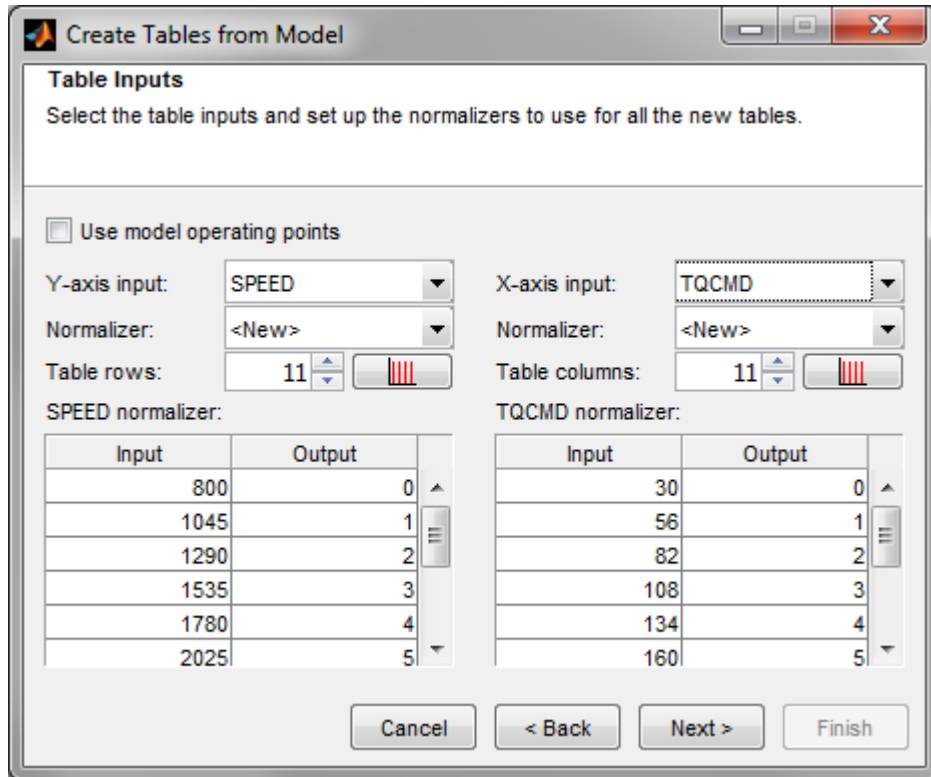 Create Tables from Model
Table Inputs
Select the table inputs and set up the normalizers to use for all the new tables.
Use model operating points
Y-axis input: SPEED X-axis input: TQCMD
Normalizer: <New> Normalizer: <New>
Table rows: 11 Table columns: 11
SPEED normalizer: TQCMD normalizer:
Input Output Input Output
800 0 30 0
1045 1 56 1
1290 2 82 2
1535 3 108 3
1780 4 134 4
2025 5 160 5
Cancel < Back Next > Finish